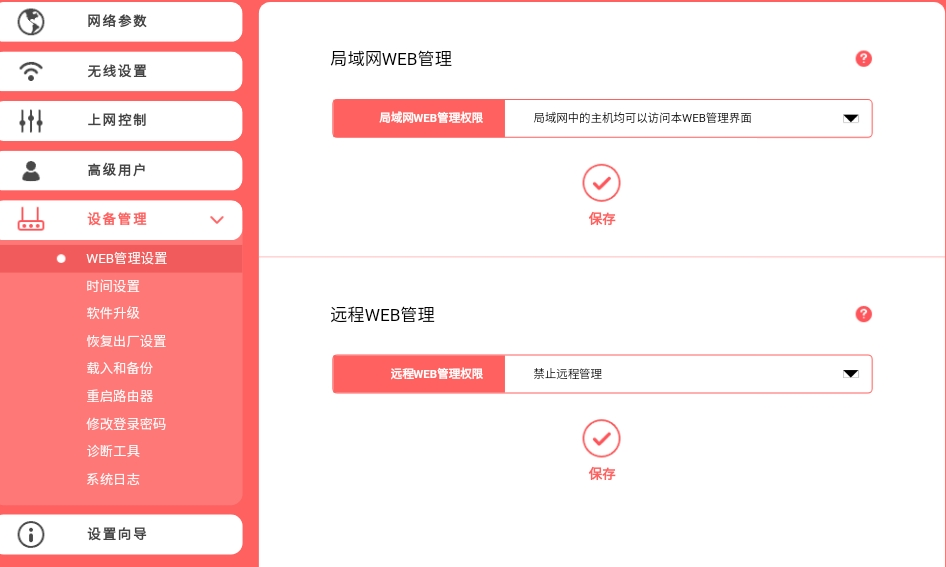 网络参数
无线设置
上网控制
高级用户
设备管理
WEB管理设置
时间设置
软件升级
恢复出厂设置
载入和备份
重启路由器
修改登录密码
诊断工具
系统日志
设置向导
局域网WEB管理
?
局域网WEB管理权限
局域网中的主机均可以访问本WEB管理界面
保存
远程WEB管理
?
远程WEB管理权限
禁止远程管理
保存